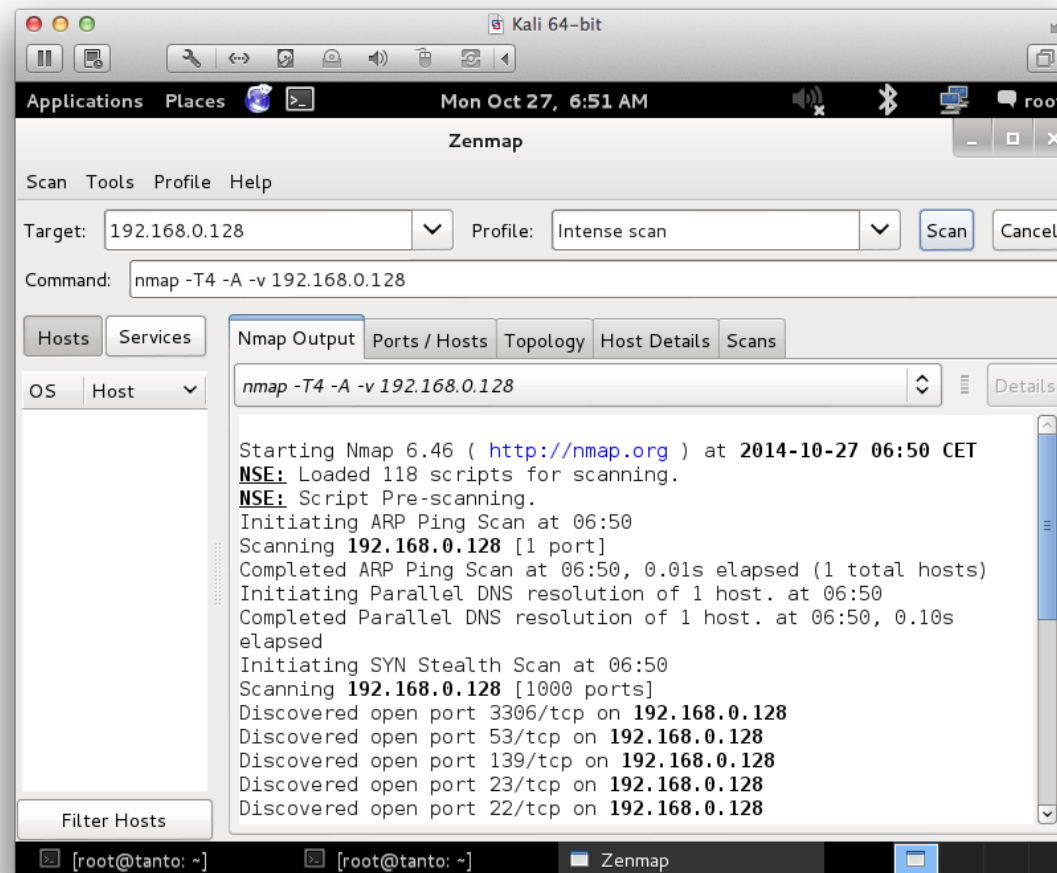 Kali 64-bit
Applications Places Mon Oct 27, 6:51 AM root
Zenmap
Scan Tools Profile Help
Target: 192.168.0.128 Profile: Intense scan Scan Cancel
Command: nmap -T4 -A -v 192.168.0.128
Hosts Services Nmap Output Ports / Hosts Topology Host Details Scans
OS Host nmap -T4 -A -v 192.168.0.128 Details
Starting Nmap 6.46 ( http://nmap.org ) at 2014-10-27 06:50 CET
NSE: Loaded 118 scripts for scanning.
NSE: Script Pre-scanning.
Initiating ARP Ping Scan at 06:50
Scanning 192.168.0.128 [1 port]
Completed ARP Ping Scan at 06:50, 0.01s elapsed (1 total hosts)
Initiating Parallel DNS resolution of 1 host. at 06:50
Completed Parallel DNS resolution of 1 host. at 06:50, 0.10s
elapsed
Initiating SYN Stealth Scan at 06:50
Scanning 192.168.0.128 [1000 ports]
Discovered open port 3306/tcp on 192.168.0.128
Discovered open port 53/tcp on 192.168.0.128
Discovered open port 139/tcp on 192.168.0.128
Discovered open port 23/tcp on 192.168.0.128
Discovered open port 22/tcp on 192.168.0.128
Filter Hosts
[root@tanto: ~] [root@tanto: ~] Zenmap